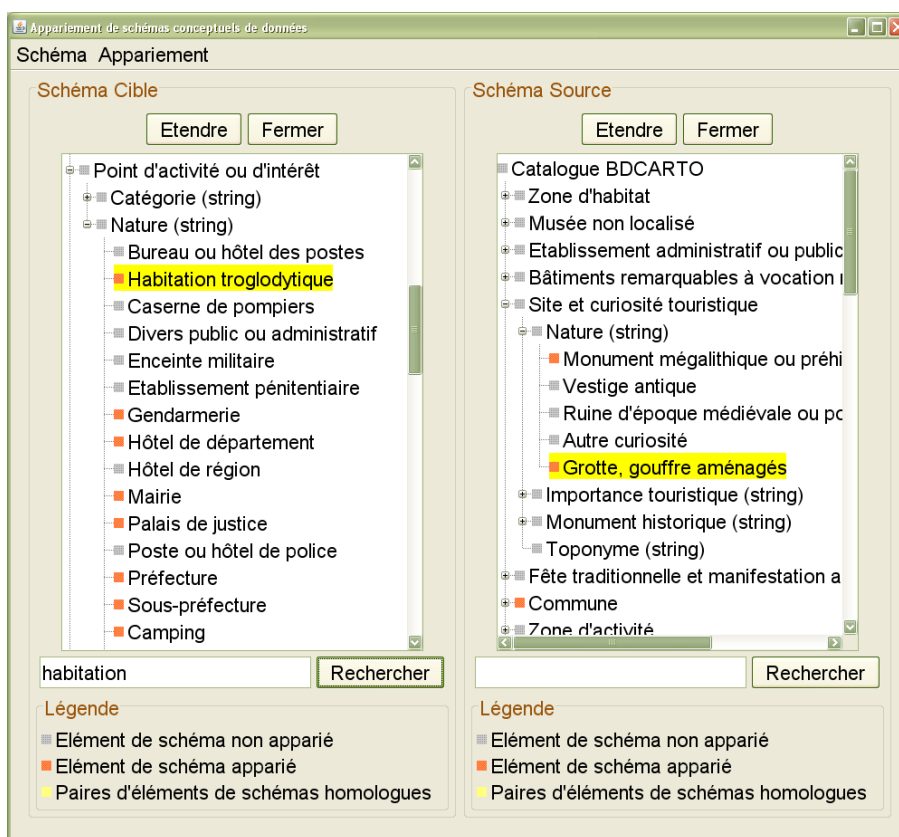 Appariement de schémas conceptuels de données
Schéma Appariement
Schéma Cible
Etendre Fermer
Point d'activité ou d'intérêt
Catégorie (string)
Nature (string)
Bureau ou hôtel des postes
Habitation troglodytique
Caserne de pompiers
Divers public ou administratif
Enceinte militaire
Etablissement pénitentiaire
Gendarmerie
Hôtel de département
Hôtel de région
Mairie
Palais de justice
Poste ou hôtel de police
Préfecture
Sous-préfecture
Camping
habitation Rechercher
Légende
Elément de schéma non apparié
Elément de schéma apparié
Paires d'éléments de schémas homologues
Schéma Source
Etendre Fermer
Catalogue BDCARTO
Zone d'habitat
Musée non localisé
Etablissement administratif ou public
Bâtiments remarquables à vocation
Site et curiosité touristique
Nature (string)
Monument mégalithique ou préhi
Vestige antique
Ruine d'époque médiévale ou po
Autre curiosité
Grotte, gouffre aménagés
Importance touristique (string)
Monument historique (string)
Toponyme (string)
Fête traditionnelle et manifestation a
Commune
Zone d'activité
Rechercher
Légende
Elément de schéma non apparié
Elément de schéma apparié
Paires d'éléments de schémas homologues